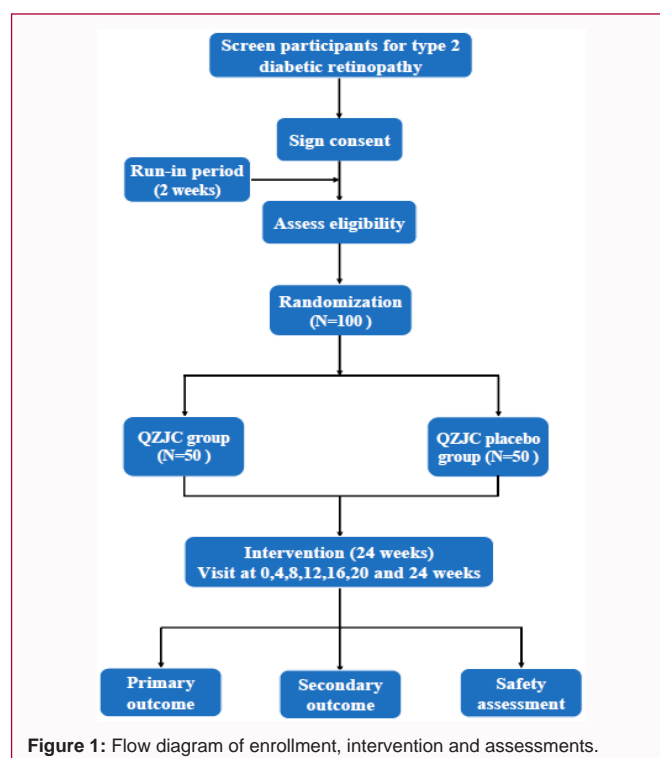 Screen participants for type 2
diabetic retinopathy
Sign consent
Run-in period
(2 weeks)
Assess eligibility
Randomization
(N=100 )
QZJC group
(N=50 )
QZJC placebo
group (N=50 )
Intervention (24 weeks)
Visit at 0,4,8,12,16,20 and 24 weeks
Primary
outcome
Secondary
outcome
Safety
assessment
Figure 1: Flow diagram of enrollment, intervention and assessments.